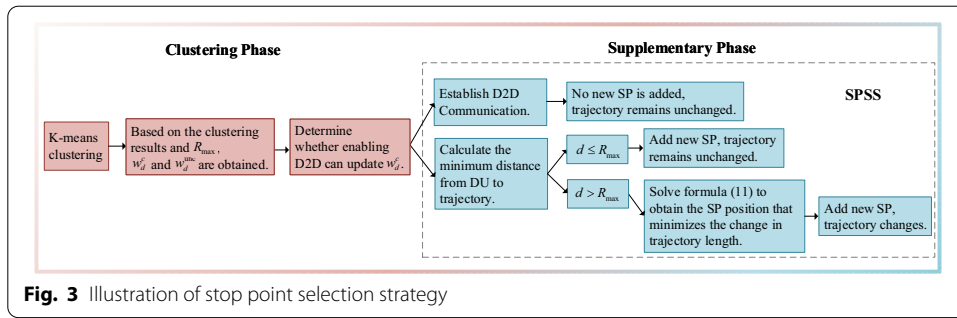 Clustering Phase
Supplementary Phase
SPSS
K-means
clustering
Based on the clustering
results and R_max,
w_d^c and w_d^unc are obtained.
Determine
whether enabling
D2D can update w_d^c.
Establish D2D
Communication.
No new SP is added,
trajectory remains unchanged.
Calculate the
minimum distance
from DU to
trajectory.
d ≤ R_max
Add new SP, trajectory
remains unchanged.
d > R_max
Solve formula (11) to
obtain the SP position that
minimizes the change in
trajectory length.
Add new SP,
trajectory changes.
Fig. 3 Illustration of stop point selection strategy